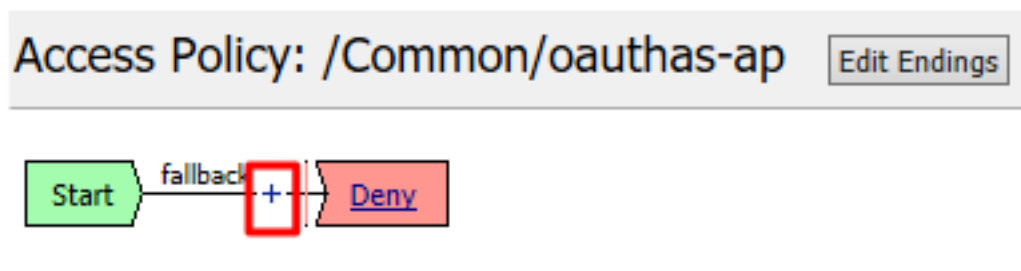 Access Policy: /Common/oauthas-ap Edit Endings
Start fallback + Deny